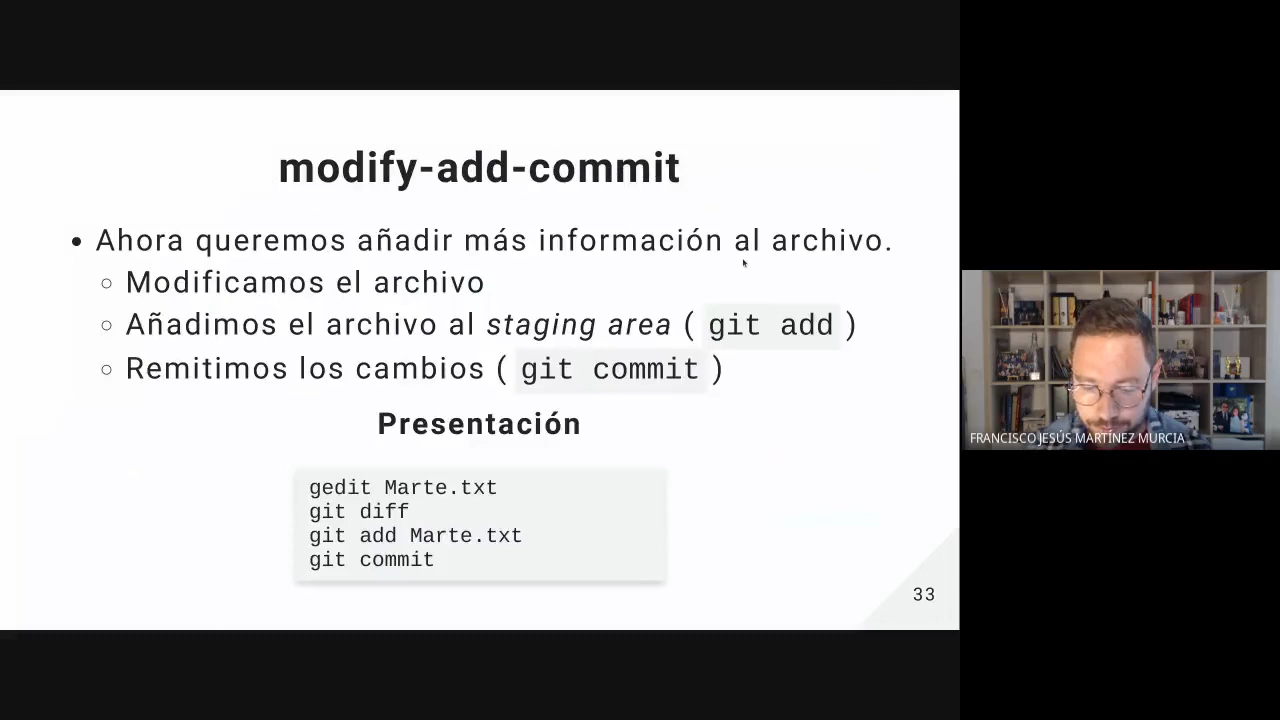 modify-add-commit
• Ahora queremos añadir más información al archivo.
○ Modificamos el archivo
○ Añadimos el archivo al staging area ( git add )
○ Remitimos los cambios ( git commit )
Presentación
gedit Marte.txt
git diff
git add Marte.txt
git commit
33
FRANCISCO JESÚS MARTÍNEZ MURCIA